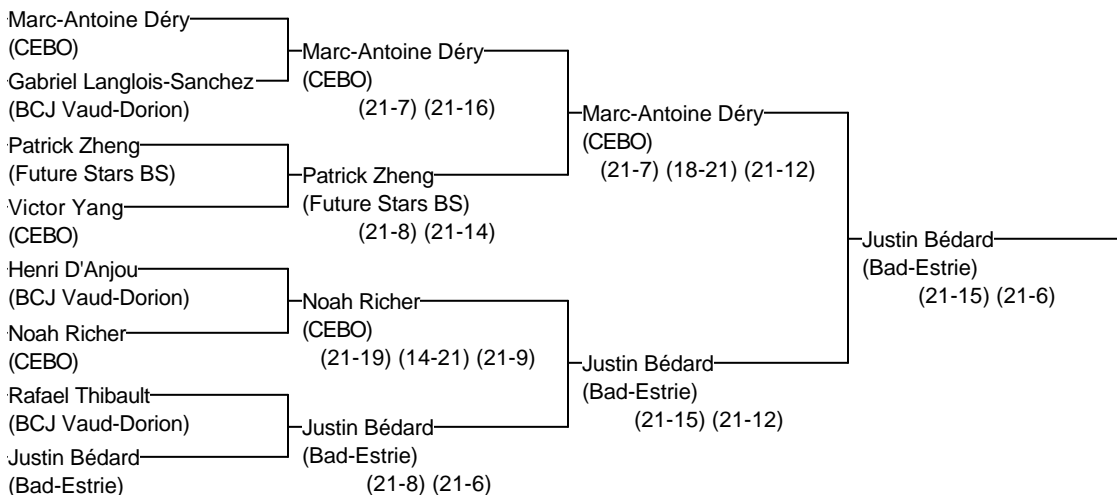 Marc-Antoine Déry
(CEBO)
Gabriel Langlois-Sanchez
(BCJ Vaud-Dorion)
Patrick Zheng
(Future Stars BS)
Victor Yang
(CEBO)
Henri D'Anjou
(BCJ Vaud-Dorion)
Noah Richer
(CEBO)
Rafael Thibault
(BCJ Vaud-Dorion)
Justin Bédard
(Bad-Estrie)
Marc-Antoine Déry
(CEBO)
(21-7) (21-16)
Patrick Zheng
(Future Stars BS)
(21-8) (21-14)
Noah Richer
(CEBO)
(21-19) (14-21) (21-9)
Justin Bédard
(Bad-Estrie)
(21-8) (21-6)
Marc-Antoine Déry
(CEBO)
(21-7) (18-21) (21-12)
Justin Bédard
(Bad-Estrie)
(21-15) (21-12)
Justin Bédard
(Bad-Estrie)
(21-15) (21-6)